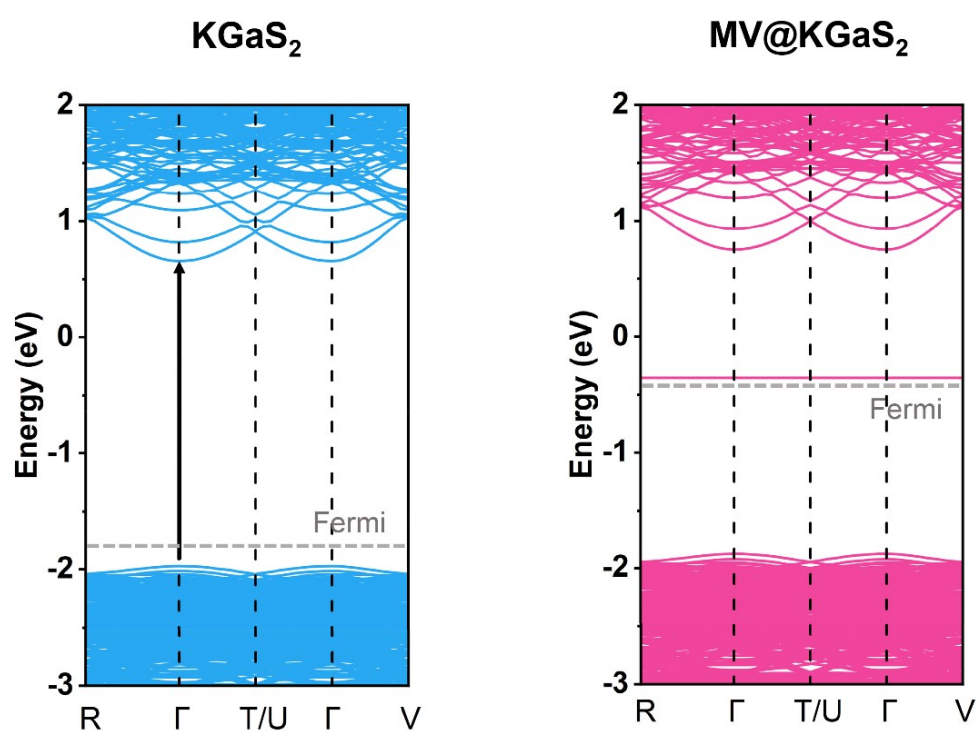 KGaS₂
MV@KGaS₂
Energy (eV)
2
1
0
-1
-2
-3
Fermi
R Γ T/U Γ V
Energy (eV)
2
1
0
-1
-2
-3
Fermi
R Γ T/U Γ V